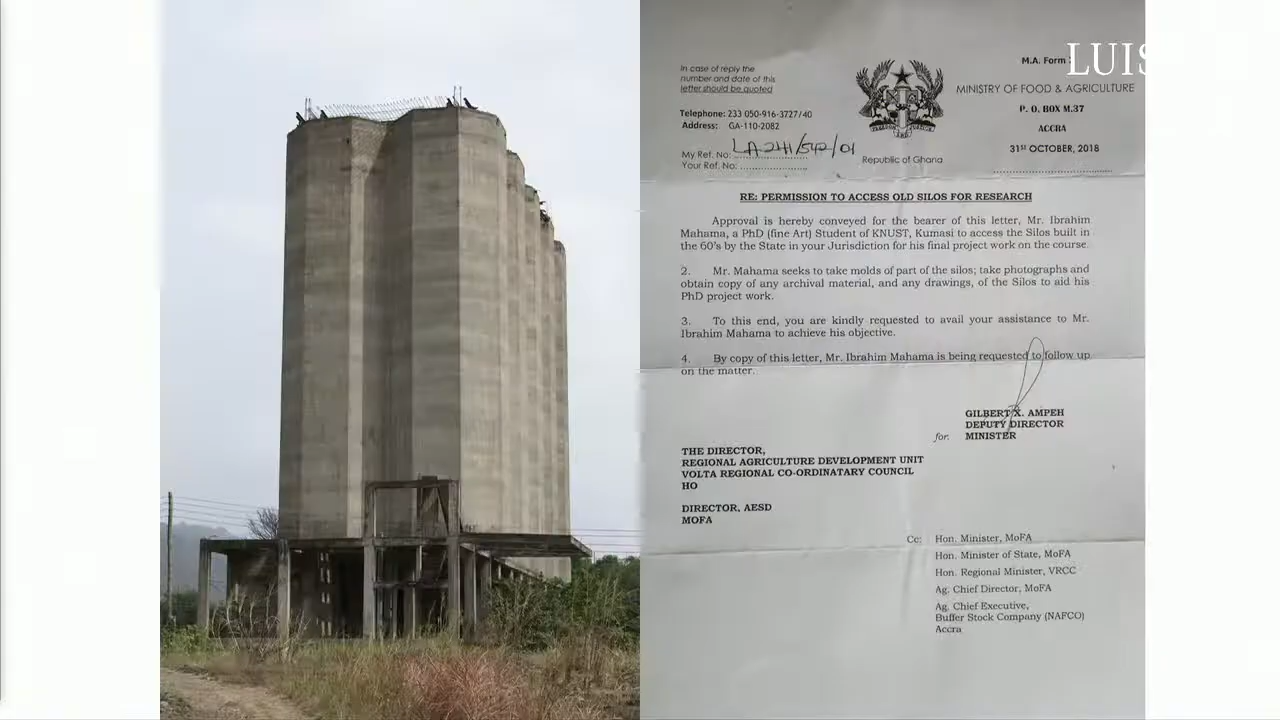 LUIS
In case of reply the
number and date of this
letter should be quoted
Telephone: 233 050-916-3727/40
Address: GA-110-2082
My Ref. No: LA 241/542/01
Your Ref. No: ....................
Republic of Ghana
M.A. Form
MINISTRY OF FOOD & AGRICULTURE
P. O. BOX M.37
ACCRA
31ST OCTOBER, 2018
RE: PERMISSION TO ACCESS OLD SILOS FOR RESEARCH
Approval is hereby conveyed for the bearer of this letter, Mr. Ibrahim
Mahama, a PhD (fine Art) Student of KNUST, Kumasi to access the Silos built in
the 60's by the State in your Jurisdiction for his final project work on the course.
2. Mr. Mahama seeks to take molds of part of the silos; take photographs and
obtain copy of any archival material, and any drawings, of the Silos to aid his
PhD project work.
3. To this end, you are kindly requested to avail your assistance to Mr.
Ibrahim Mahama to achieve his objective.
4. By copy of this letter, Mr. Ibrahim Mahama is being requested to follow up
on the matter.
GILBERT X. AMPEH
DEPUTY DIRECTOR
for: MINISTER
THE DIRECTOR,
REGIONAL AGRICULTURE DEVELOPMENT UNIT
VOLTA REGIONAL CO-ORDINATARY COUNCIL
HO
DIRECTOR, AESD
MOFA
Cc: Hon. Minister, MoFA
Hon. Minister of State, MoFA
Hon. Regional Minister, VRCC
Ag. Chief Director, MoFA
Ag. Chief Executive,
Buffer Stock Company (NAFCO)
Accra